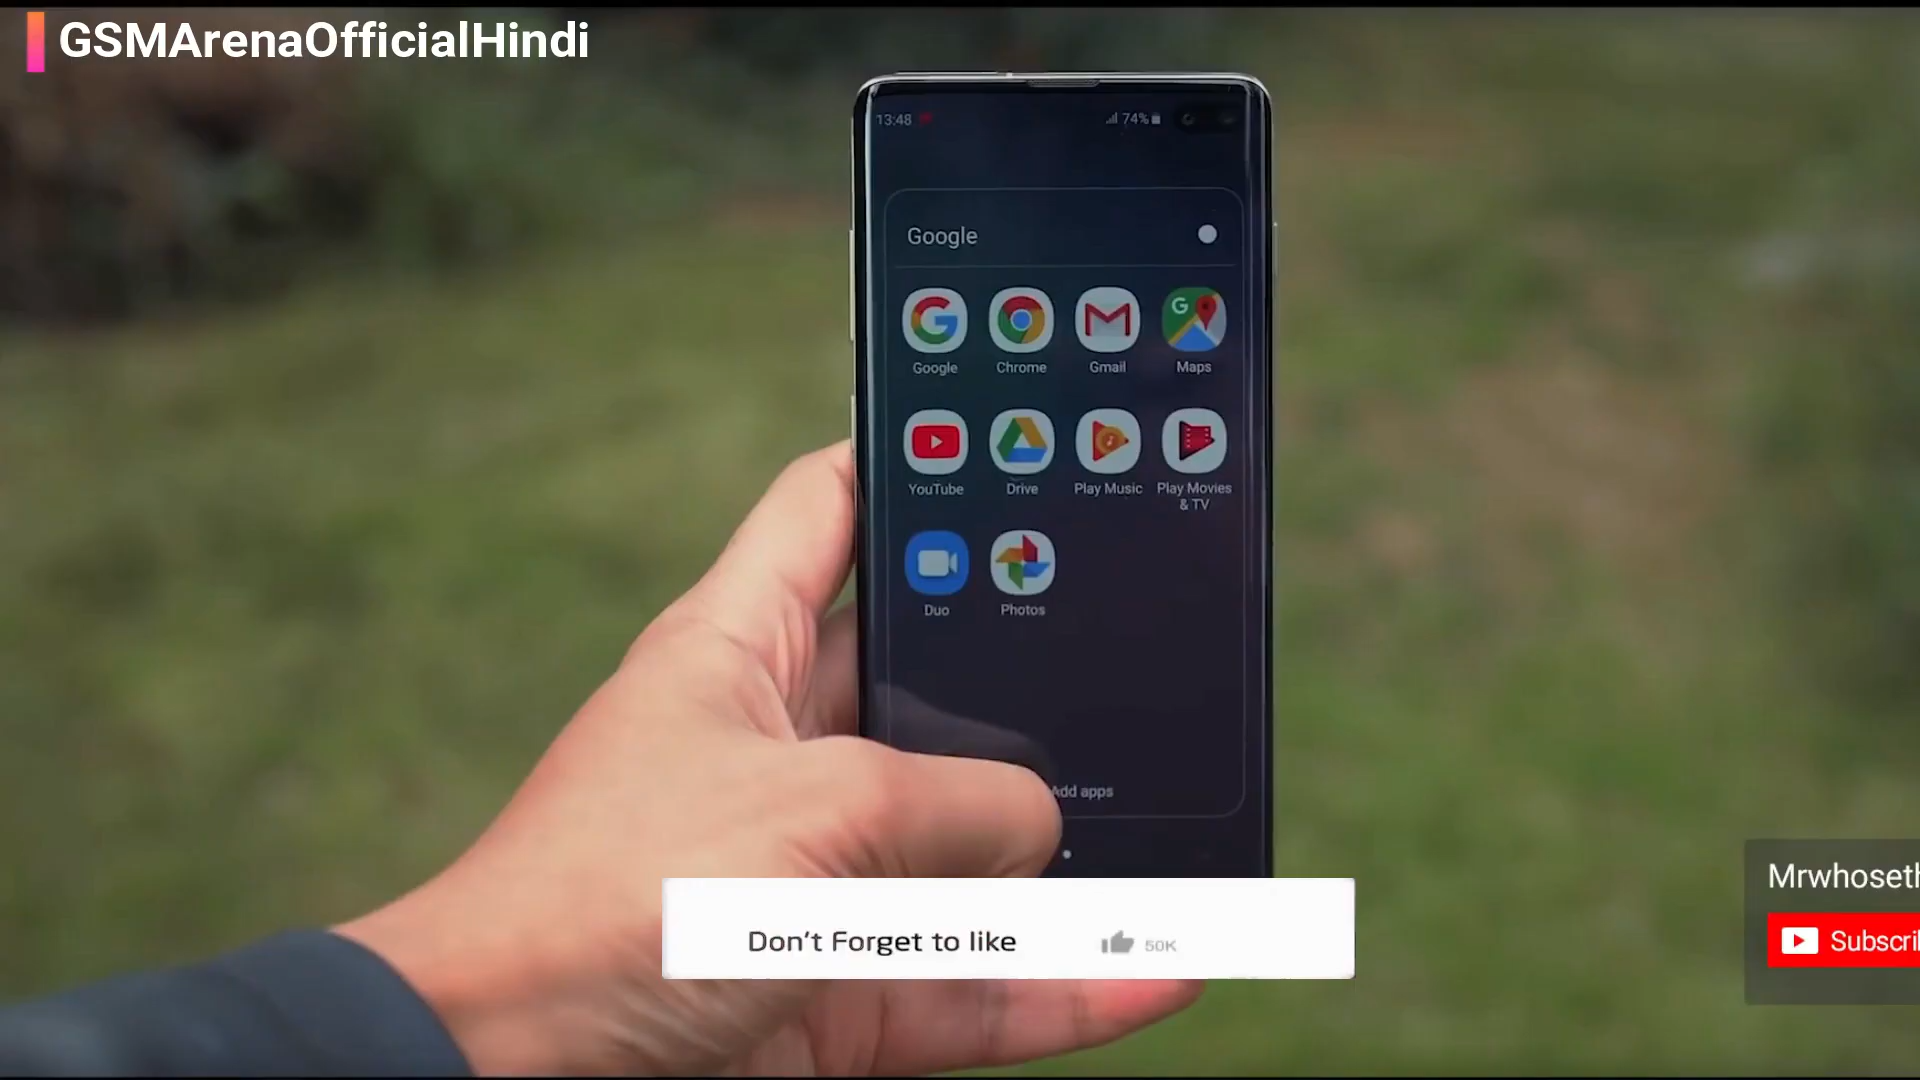 GSMArenaOfficialHindi
13:48
74%
Google
Google Chrome Gmail Maps
YouTube Drive Play Music Play Movies & TV
Duo Photos
Add apps
Don't Forget to like 50K
Mrwhoseth
Subscri